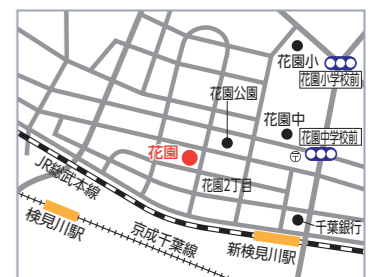 花園小
花園小学校前
花園公園
花園中
花園中学校前
〒
花園
花園2丁目
JR総武本線
千葉銀行
検見川駅
京成千葉線
新検見川駅